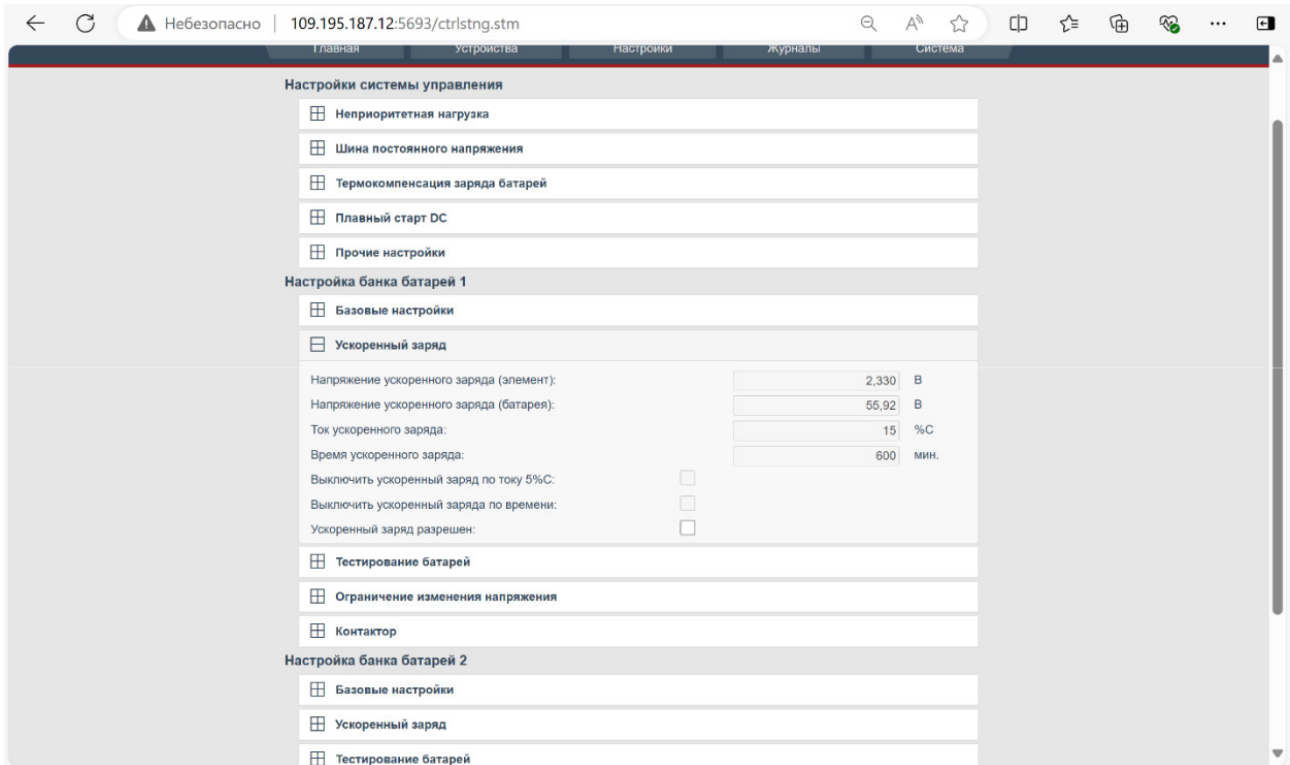 Небезопасно 109.195.187.12:5693/ctrlstng.stm
Главная Устройства Настройки Журналы Система
Настройки системы управления
Неприоритетная нагрузка
Шина постоянного напряжения
Термокомпенсация заряда батарей
Плавный старт DC
Прочие настройки
Настройка банка батарей 1
Базовые настройки
Ускоренный заряд
Напряжение ускоренного заряда (элемент): 2,330 В
Напряжение ускоренного заряда (батарея): 55,92 В
Ток ускоренного заряда: 15 %С
Время ускоренного заряда: 600 мин.
Выключить ускоренный заряд по току 5%С:
Выключить ускоренный заряда по времени:
Ускоренный заряд разрешен:
Тестирование батарей
Ограничение изменения напряжения
Контактор
Настройка банка батарей 2
Базовые настройки
Ускоренный заряд
Тестирование батарей